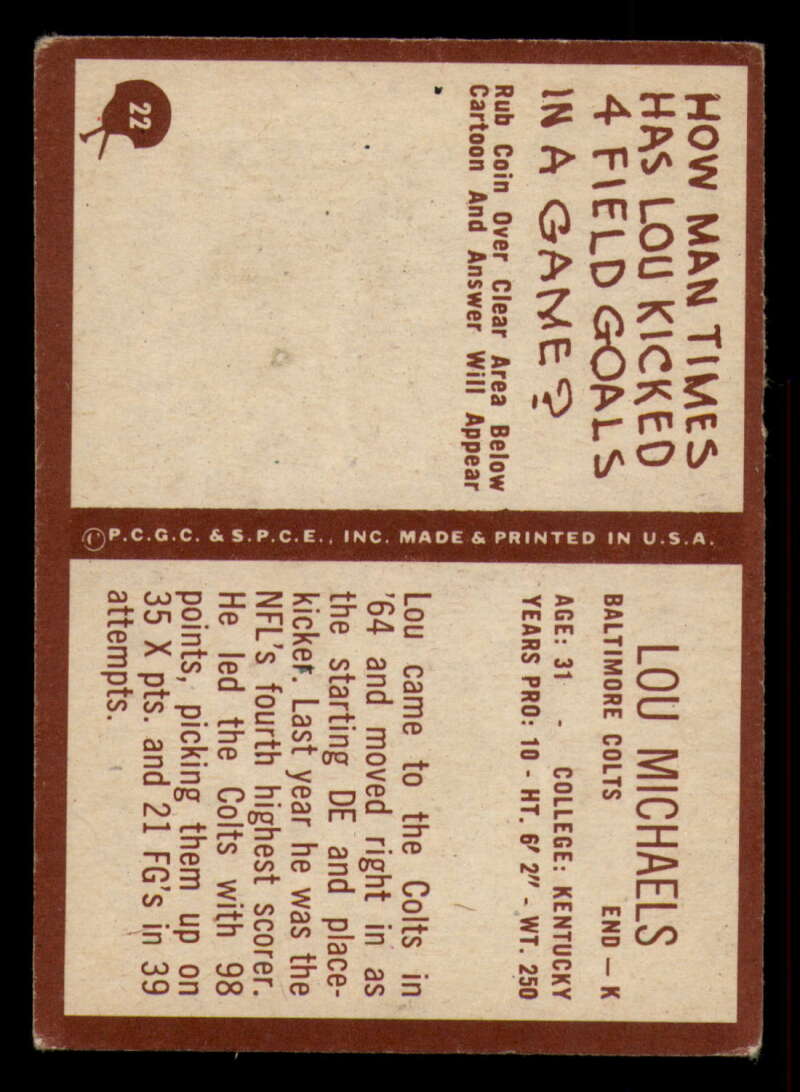 HOW MAN TIMES
HAS LOU KICKED
4 FIELD GOALS
IN A GAME?
Rub Coin Over Clear Area Below
Cartoon And Answer Will Appear
22
©P.C.G.C. & S.P.C.E., INC. MADE & PRINTED IN U.S.A.
LOU MICHAELS
BALTIMORE COLTS END — K
AGE: 31 - COLLEGE: KENTUCKY
YEARS PRO: 10 - HT. 6' 2" - WT. 250
Lou came to the Colts in
'64 and moved right in as
the starting DE and place-
kicker. Last year he was the
NFL's fourth highest scorer.
He led the Colts with 98
points, picking them up on
35 X pts. and 21 FG's in 39
attempts.